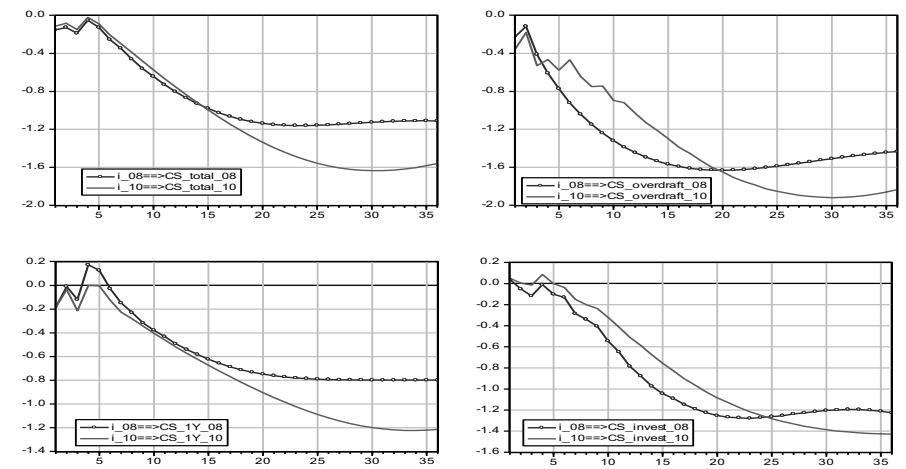 0.0
-0.4
-0.8
-1.2
-1.6
-2.0
i_08==>CS_total_08
i_10==>CS_total_10
5 10 15 20 25 30 35
0.0
-0.4
-0.8
-1.2
-1.6
-2.0
i_08==>CS_overdraft_08
i_10==>CS_overdraft_10
5 10 15 20 25 30 35
0.2
0.0
-0.2
-0.4
-0.6
-0.8
-1.0
-1.2
-1.4
i_08==>CS_1Y_08
i_10==>CS_1Y_10
5 10 15 20 25 30 35
0.2
0.0
-0.2
-0.4
-0.6
-0.8
-1.0
-1.2
-1.4
-1.6
i_08==>CS_invest_08
i_10==>CS_invest_10
5 10 15 20 25 30 35